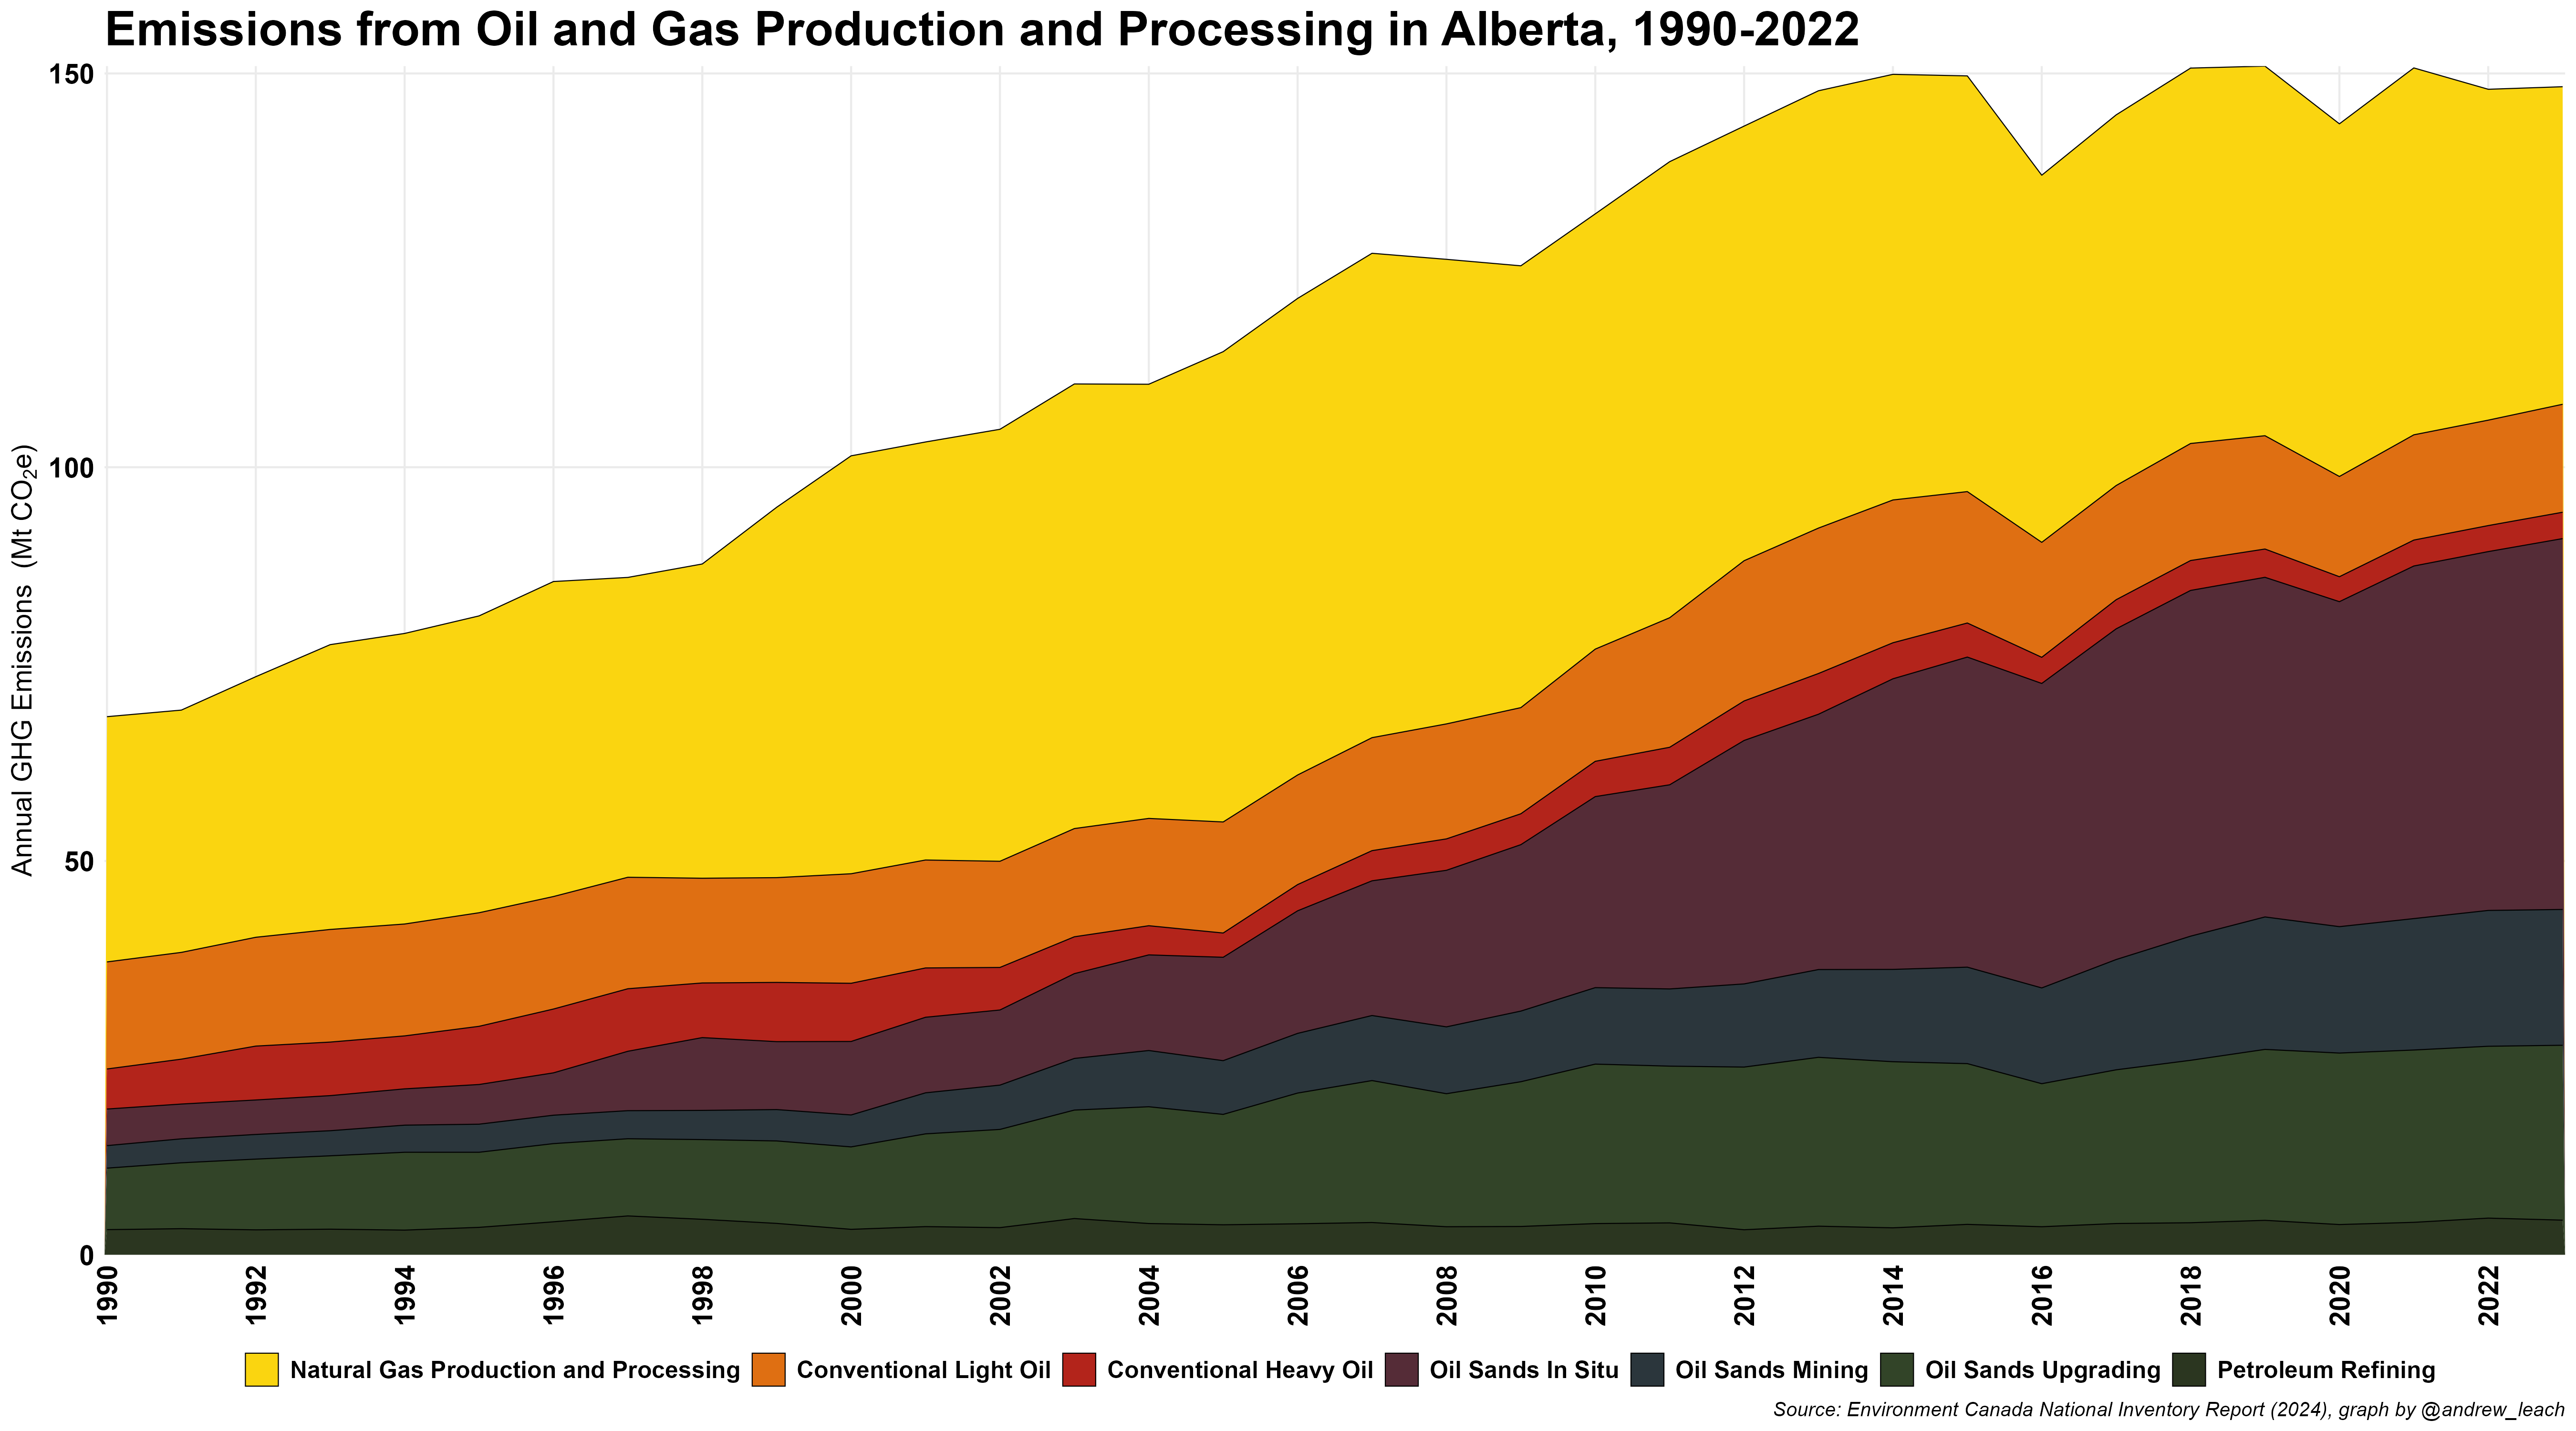 Emissions from Oil and Gas Production and Processing in Alberta, 1990-2022
Annual GHG Emissions (Mt CO₂e)
150
100
50
0
1990 1992 1994 1996 1998 2000 2002 2004 2006 2008 2010 2012 2014 2016 2018 2020 2022
Natural Gas Production and Processing Conventional Light Oil Conventional Heavy Oil Oil Sands In Situ Oil Sands Mining Oil Sands Upgrading Petroleum Refining
Source: Environment Canada National Inventory Report (2024), graph by @andrew_leach